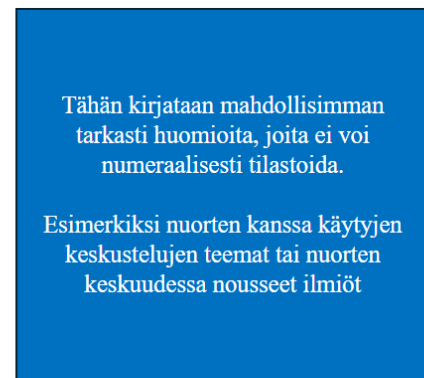 Tähän kirjataan mahdollisimman
tarkasti huomioita, joita ei voi
numeraalisesti tilastoida.
Esimerkiksi nuorten kanssa käytyjen
keskustelujen teemat tai nuorten
keskuudessa nousseet ilmiöt